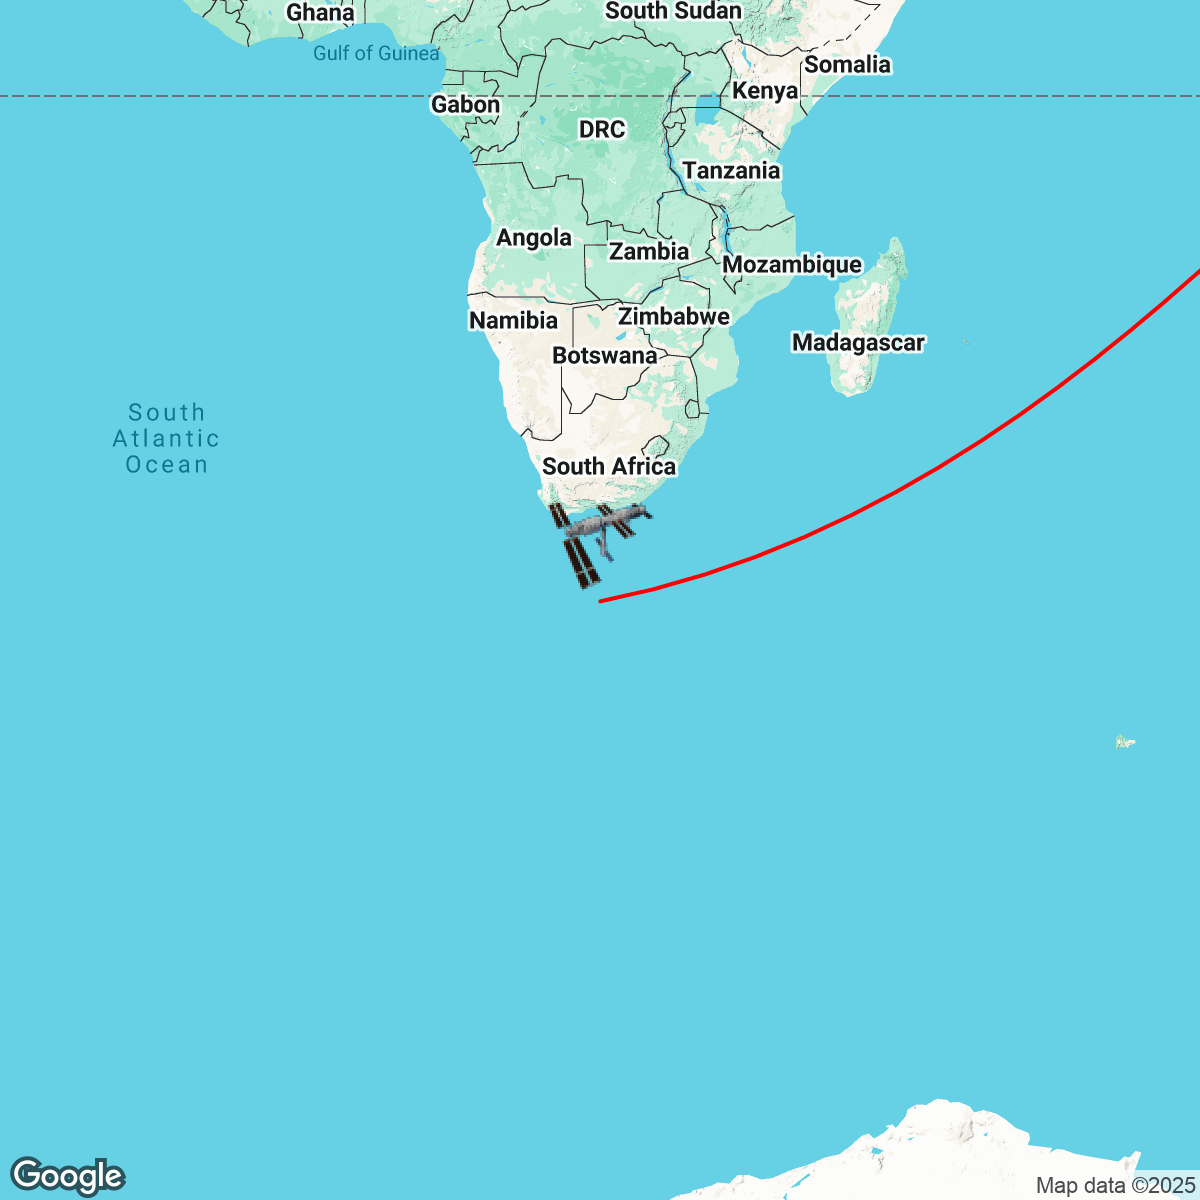 Ghana
South Sudan
Gulf of Guinea
Somalia
Kenya
Gabon
DRC
Tanzania
Angola
Zambia
Mozambique
Namibia
Zimbabwe
Botswana
Madagascar
South
Atlantic
Ocean
South Africa
Google
Map data ©2025